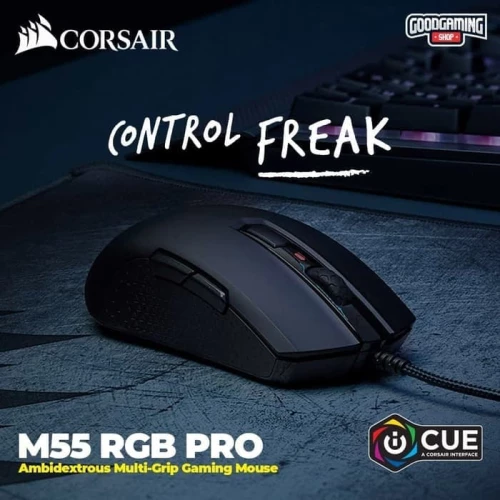 CORSAIR
GOODGAMING
SHOP
CONTROL FREAK
M55 RGB PRO
Ambidextrous Multi-Grip Gaming Mouse
iCUE
A CORSAIR INTERFACE